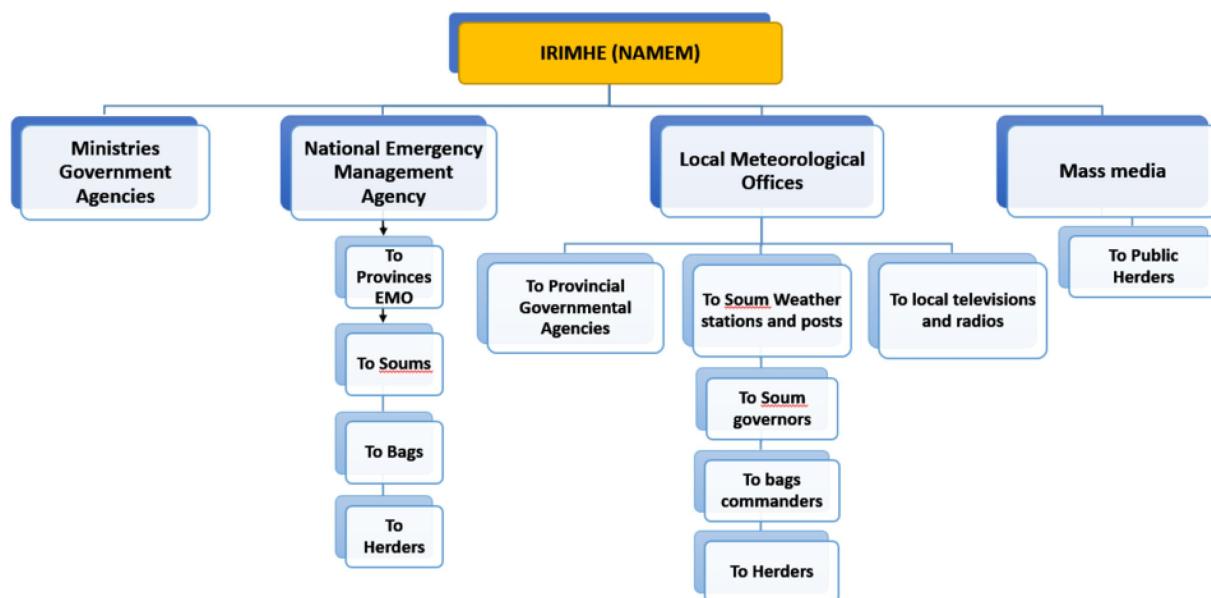 IRIMHE (NAMEM)
Ministries
Government
Agencies
National Emergency
Management
Agency
Local Meteorological
Offices
Mass media
To
Provinces
EMO
To Soums
To Bags
To
Herders
To Provincial
Governmental
Agencies
To Soum Weather
stations and posts
To Soum
governors
To bags
commanders
To Herders
To local televisions
and radios
To Public
Herders